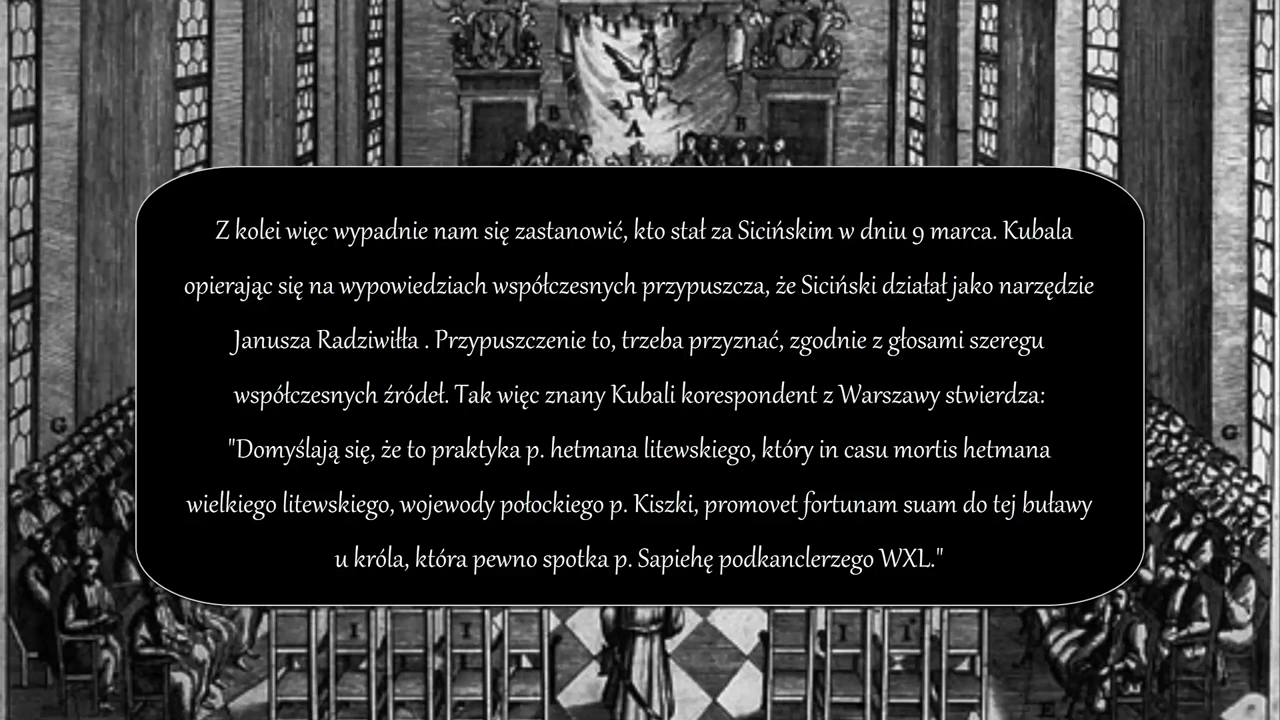 B
A
B
G
G
Z kolei więc wypadnie nam się zastanowić, kto stał za Sicińskim w dniu 9 marca. Kubala
opierając się na wypowiedziach współczesnych przypuszcza, że Siciński działał jako narzędzie
Janusza Radziwiłła . Przypuszczenie to, trzeba przyznać, zgodnie z głosami szeregu
współczesnych źródeł. Tak więc znany Kubali korespondent z Warszawy stwierdza:
"Domyślają się, że to praktyka p. hetmana litewskiego, który in casu mortis hetmana
wielkiego litewskiego, wojewody połockiego p. Kiszki, promovet fortunam suam do tej buławy
u króla, która pewno spotka p. Sapiehę podkanclerzego WXL."
I I I I
E